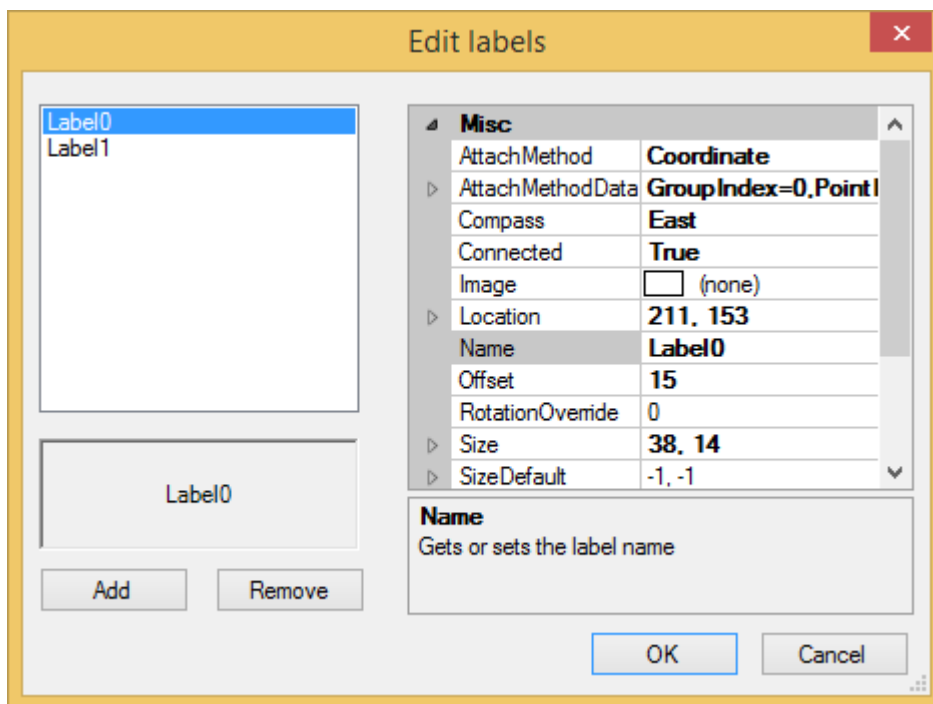 Edit labels
Label0
Label1
Label0
Add Remove
Misc
AttachMethod Coordinate
AttachMethodData GroupIndex=0,PointI
Compass East
Connected True
Image (none)
Location 211, 153
Name Label0
Offset 15
RotationOverride 0
Size 38, 14
SizeDefault -1, -1
Name
Gets or sets the label name
OK Cancel